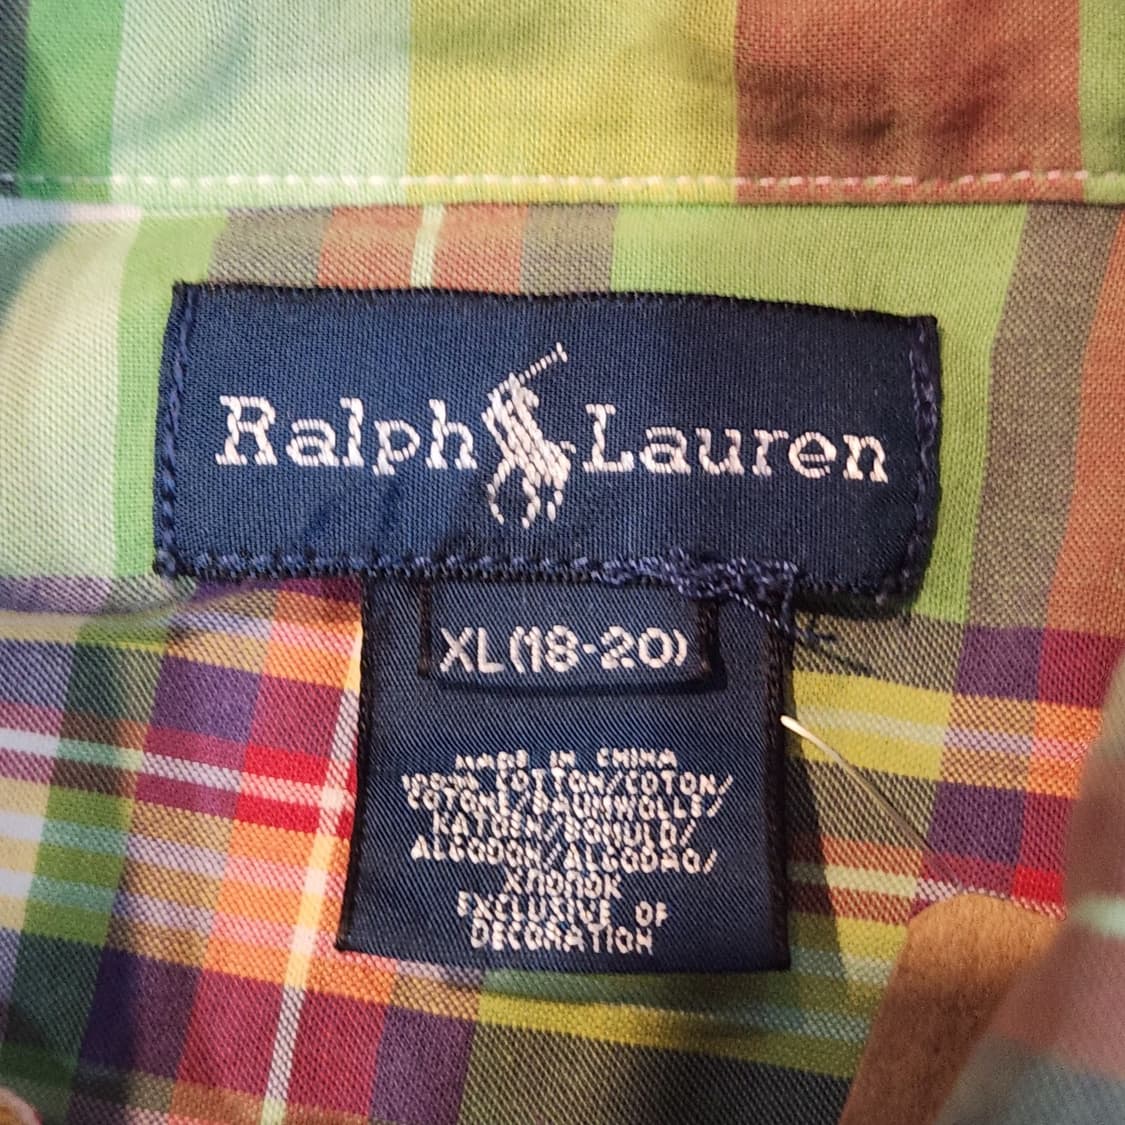 Ralph Lauren
XL (18-20)
MADE IN CHINA
100% COTTON/COTON/
COTONE/BAUMWOLLE/
KATOEN/BOMULD/
ALGODON/ALGODAO/
ХЛОПОК
EXCLUSIVE OF
DECORATION